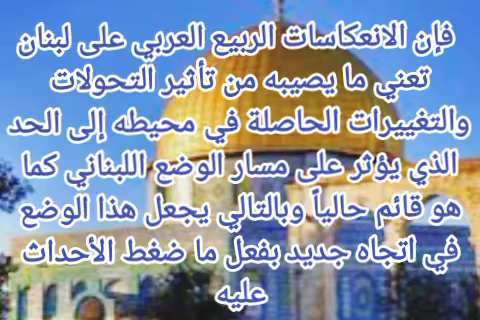 فإن الانعكاسات الربيع العربي على لبنان
تعني ما يصيبه من تأثير التحولات
والتغييرات الحاصلة في محيطه إلى الحد
الذي يؤثر على مسار الوضع اللبناني كما
هو قائم حالياً وبالتالي يجعل هذا الوضع
في اتجاه جديد بفعل ما ضغط الأحداث
عليه